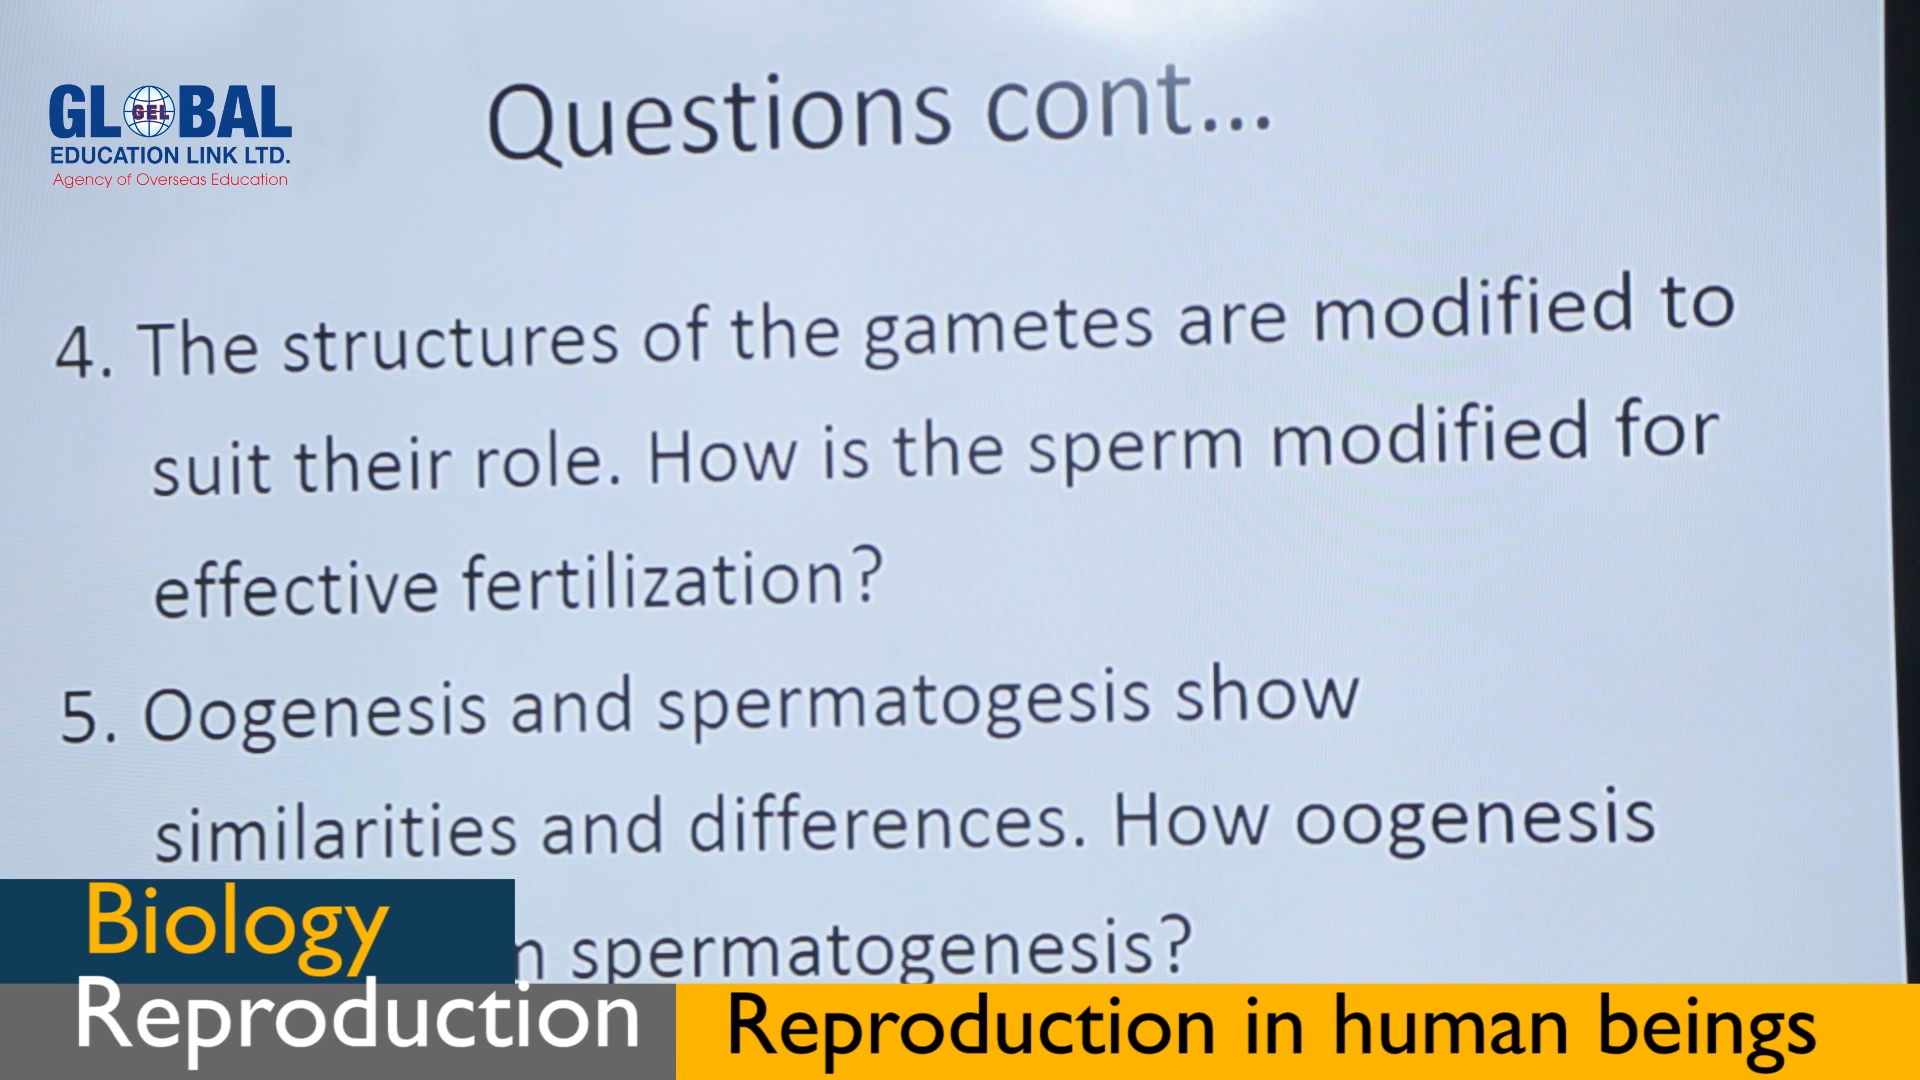 GLOBAL
GEL
EDUCATION LINK LTD.
Agency of Overseas Education
Questions cont...
4. The structures of the gametes are modified to
suit their role. How is the sperm modified for
effective fertilization?
5. Oogenesis and spermatogesis show
similarities and differences. How oogenesis
spermatogenesis?
Biology
Reproduction
Reproduction in human beings